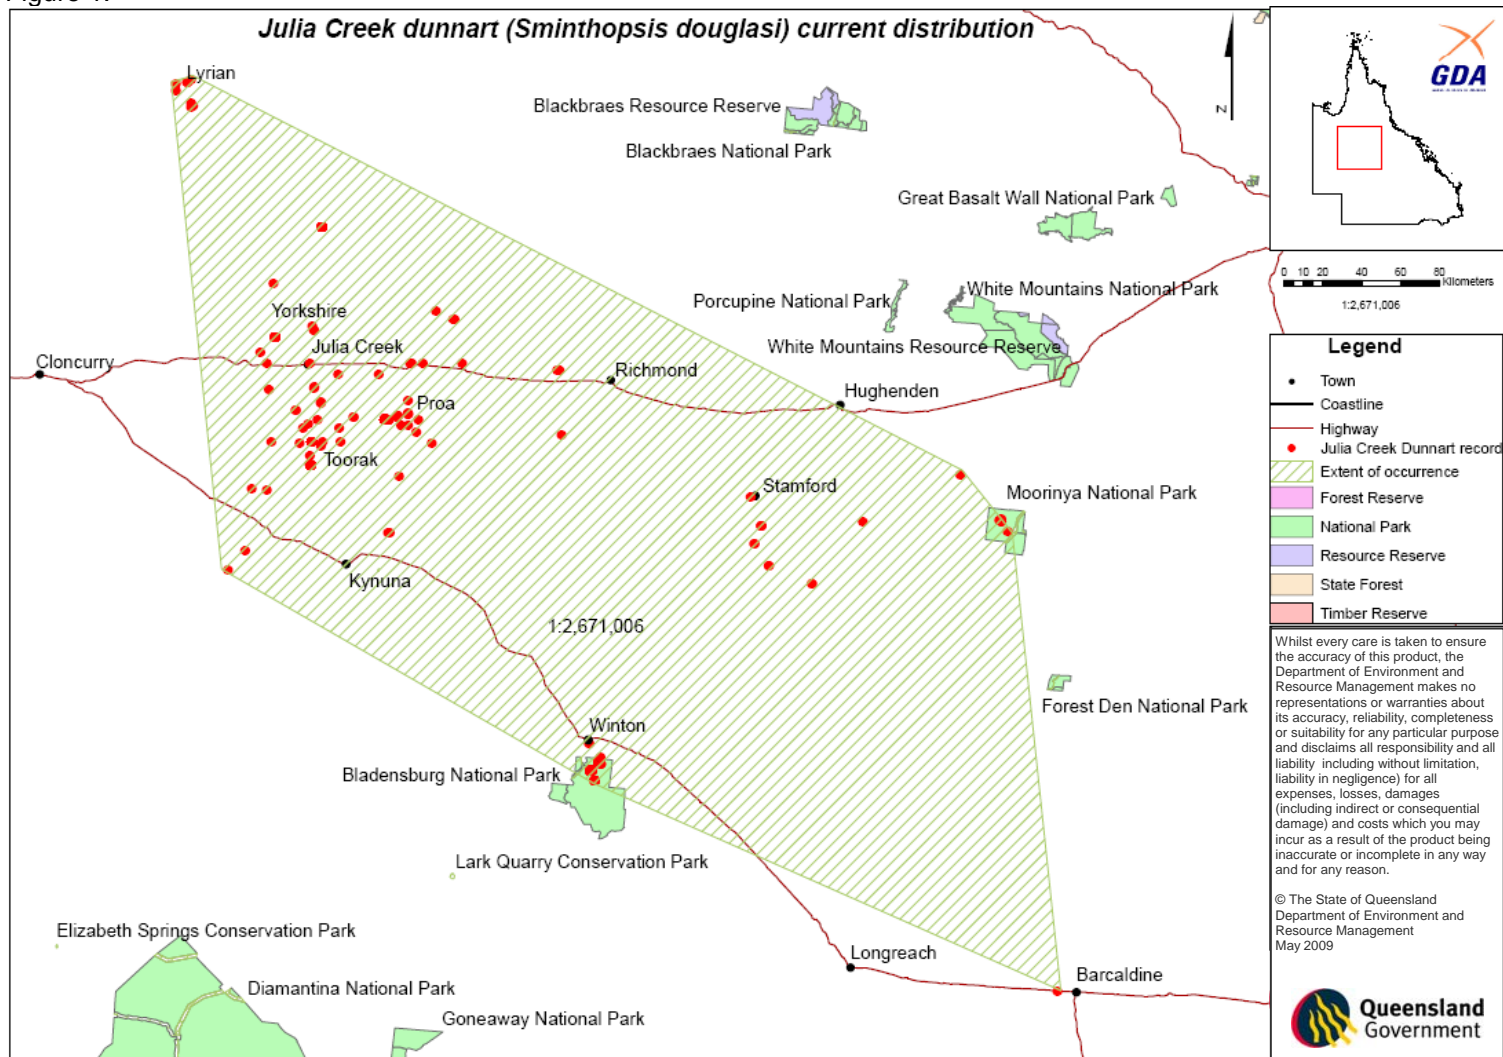 Julia Creek dunnart (Sminthopsis douglasi) current distribution
Lyrian
Blackbraes Resource Reserve
Blackbraes National Park
Great Basalt Wall National Park
Yorkshire
Porcupine National Park
White Mountains National Park
Julia Creek
White Mountains Resource Reserve
Cloncurry
Richmond
Hughenden
Proa
Toorak
Stamford
Moorinya National Park
Kynuna
1:2,671,006
Forest Den National Park
Winton
Bladensburg National Park
Lark Quarry Conservation Park
Elizabeth Springs Conservation Park
Longreach
Barcaldine
Diamantina National Park
Goneaway National Park
N
GDA
0 10 20 40 60 80
Kilometers
1:2,671,006
Legend
Town
Coastline
Highway
Julia Creek Dunnart record
Extent of occurrence
Forest Reserve
National Park
Resource Reserve
State Forest
Timber Reserve
Whilst every care is taken to ensure
the accuracy of this product, the
Department of Environment and
Resource Management makes no
representations or warranties about
its accuracy, reliability, completeness
or suitability for any particular purpose
and disclaims all responsibility and all
liability including without limitation,
liability in negligence) for all
expenses, losses, damages
(including indirect or consequential
damage) and costs which you may
incur as a result of the product being
inaccurate or incomplete in any way
and for any reason.
© The State of Queensland
Department of Environment and
Resource Management
May 2009
Queensland
Government